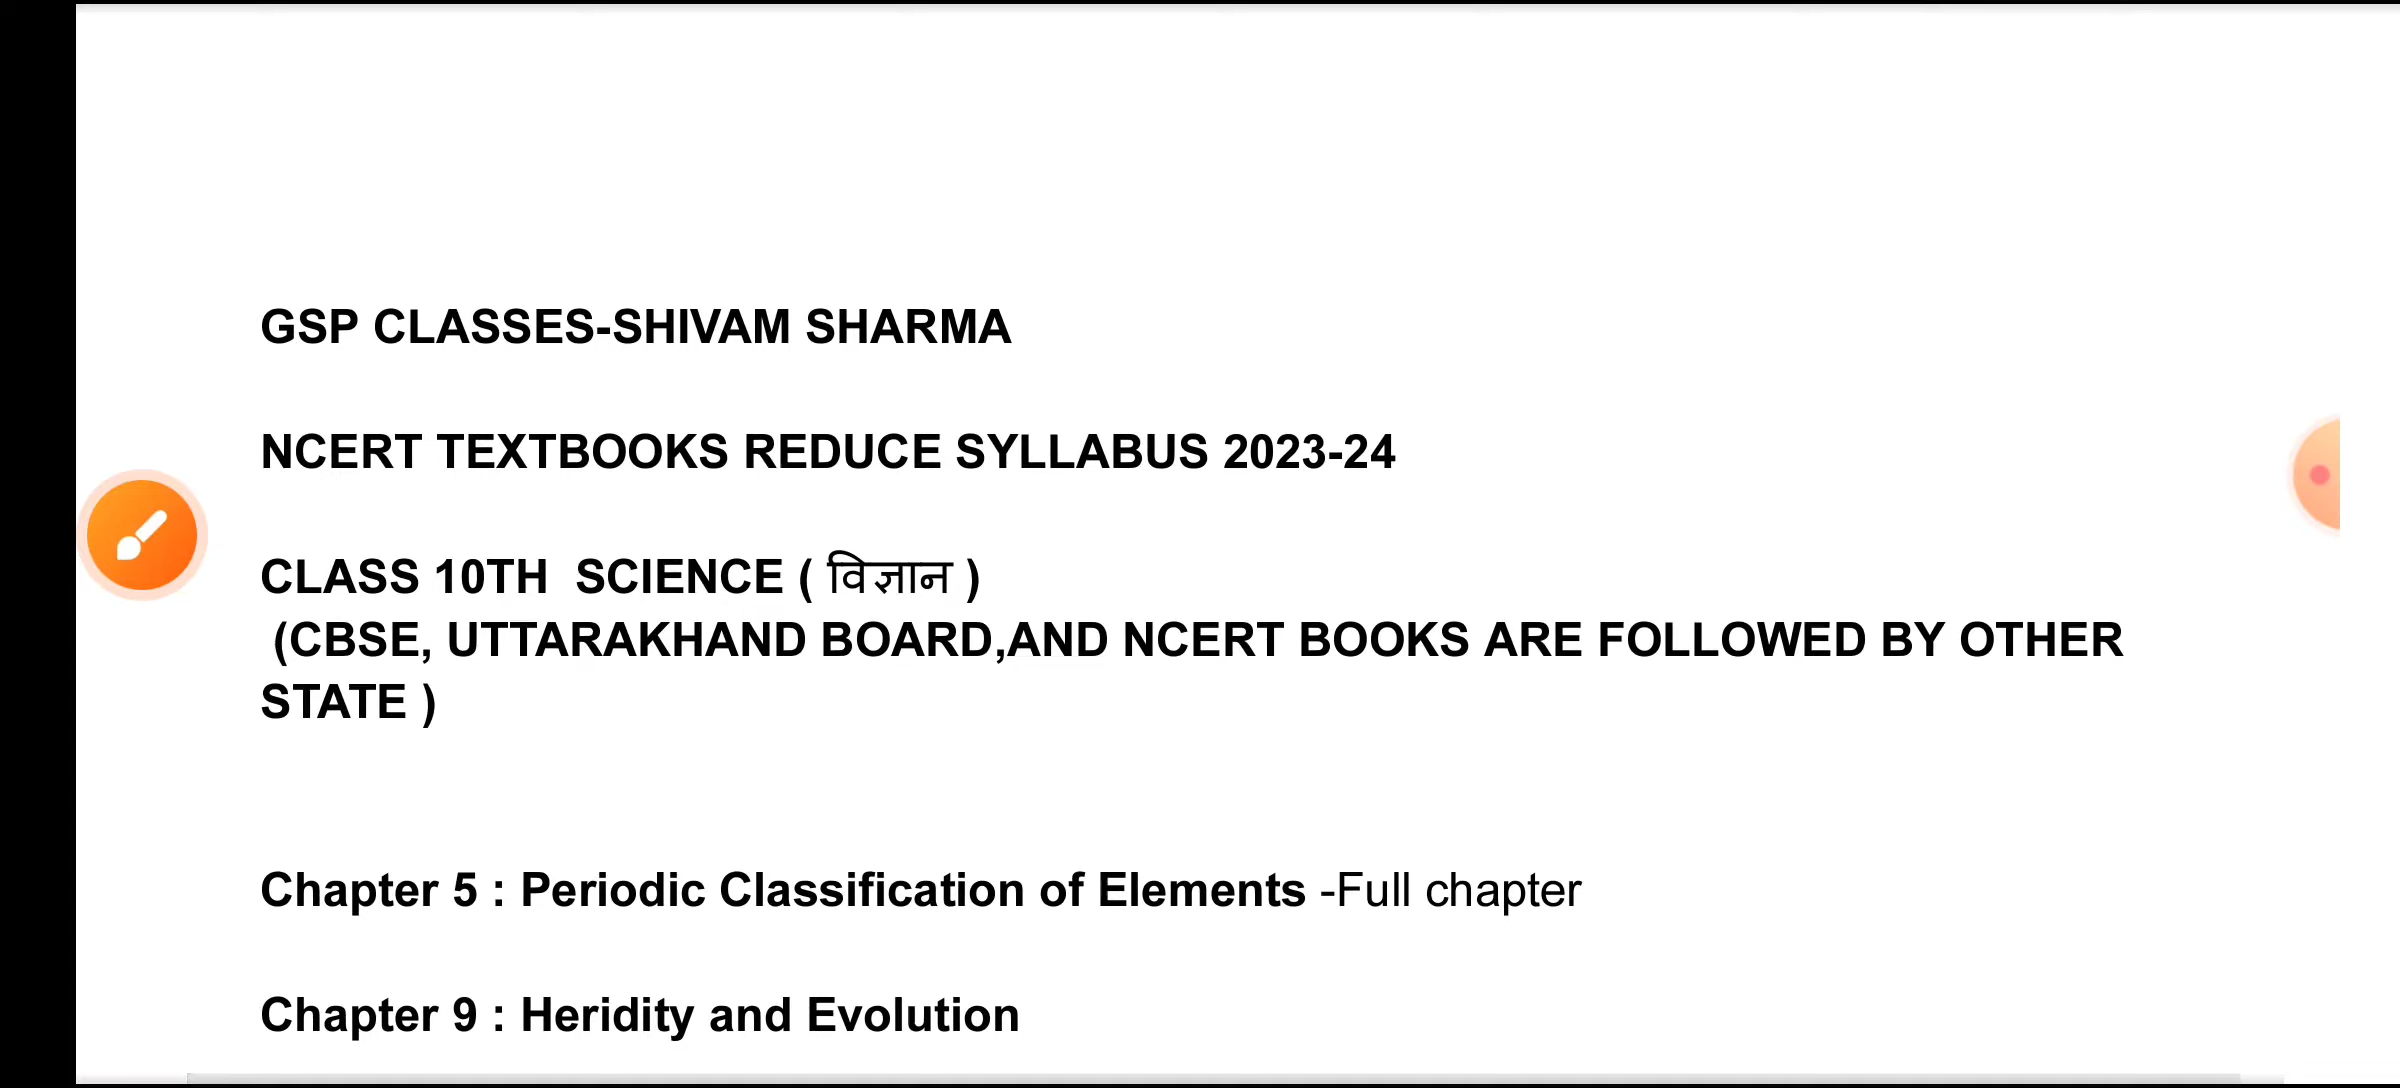 GSP CLASSES-SHIVAM SHARMA
NCERT TEXTBOOKS REDUCE SYLLABUS 2023-24
CLASS 10TH  SCIENCE ( विज्ञान )
(CBSE, UTTARAKHAND BOARD,AND NCERT BOOKS ARE FOLLOWED BY OTHER
STATE )
Chapter 5 : Periodic Classification of Elements -Full chapter
Chapter 9 : Heridity and Evolution